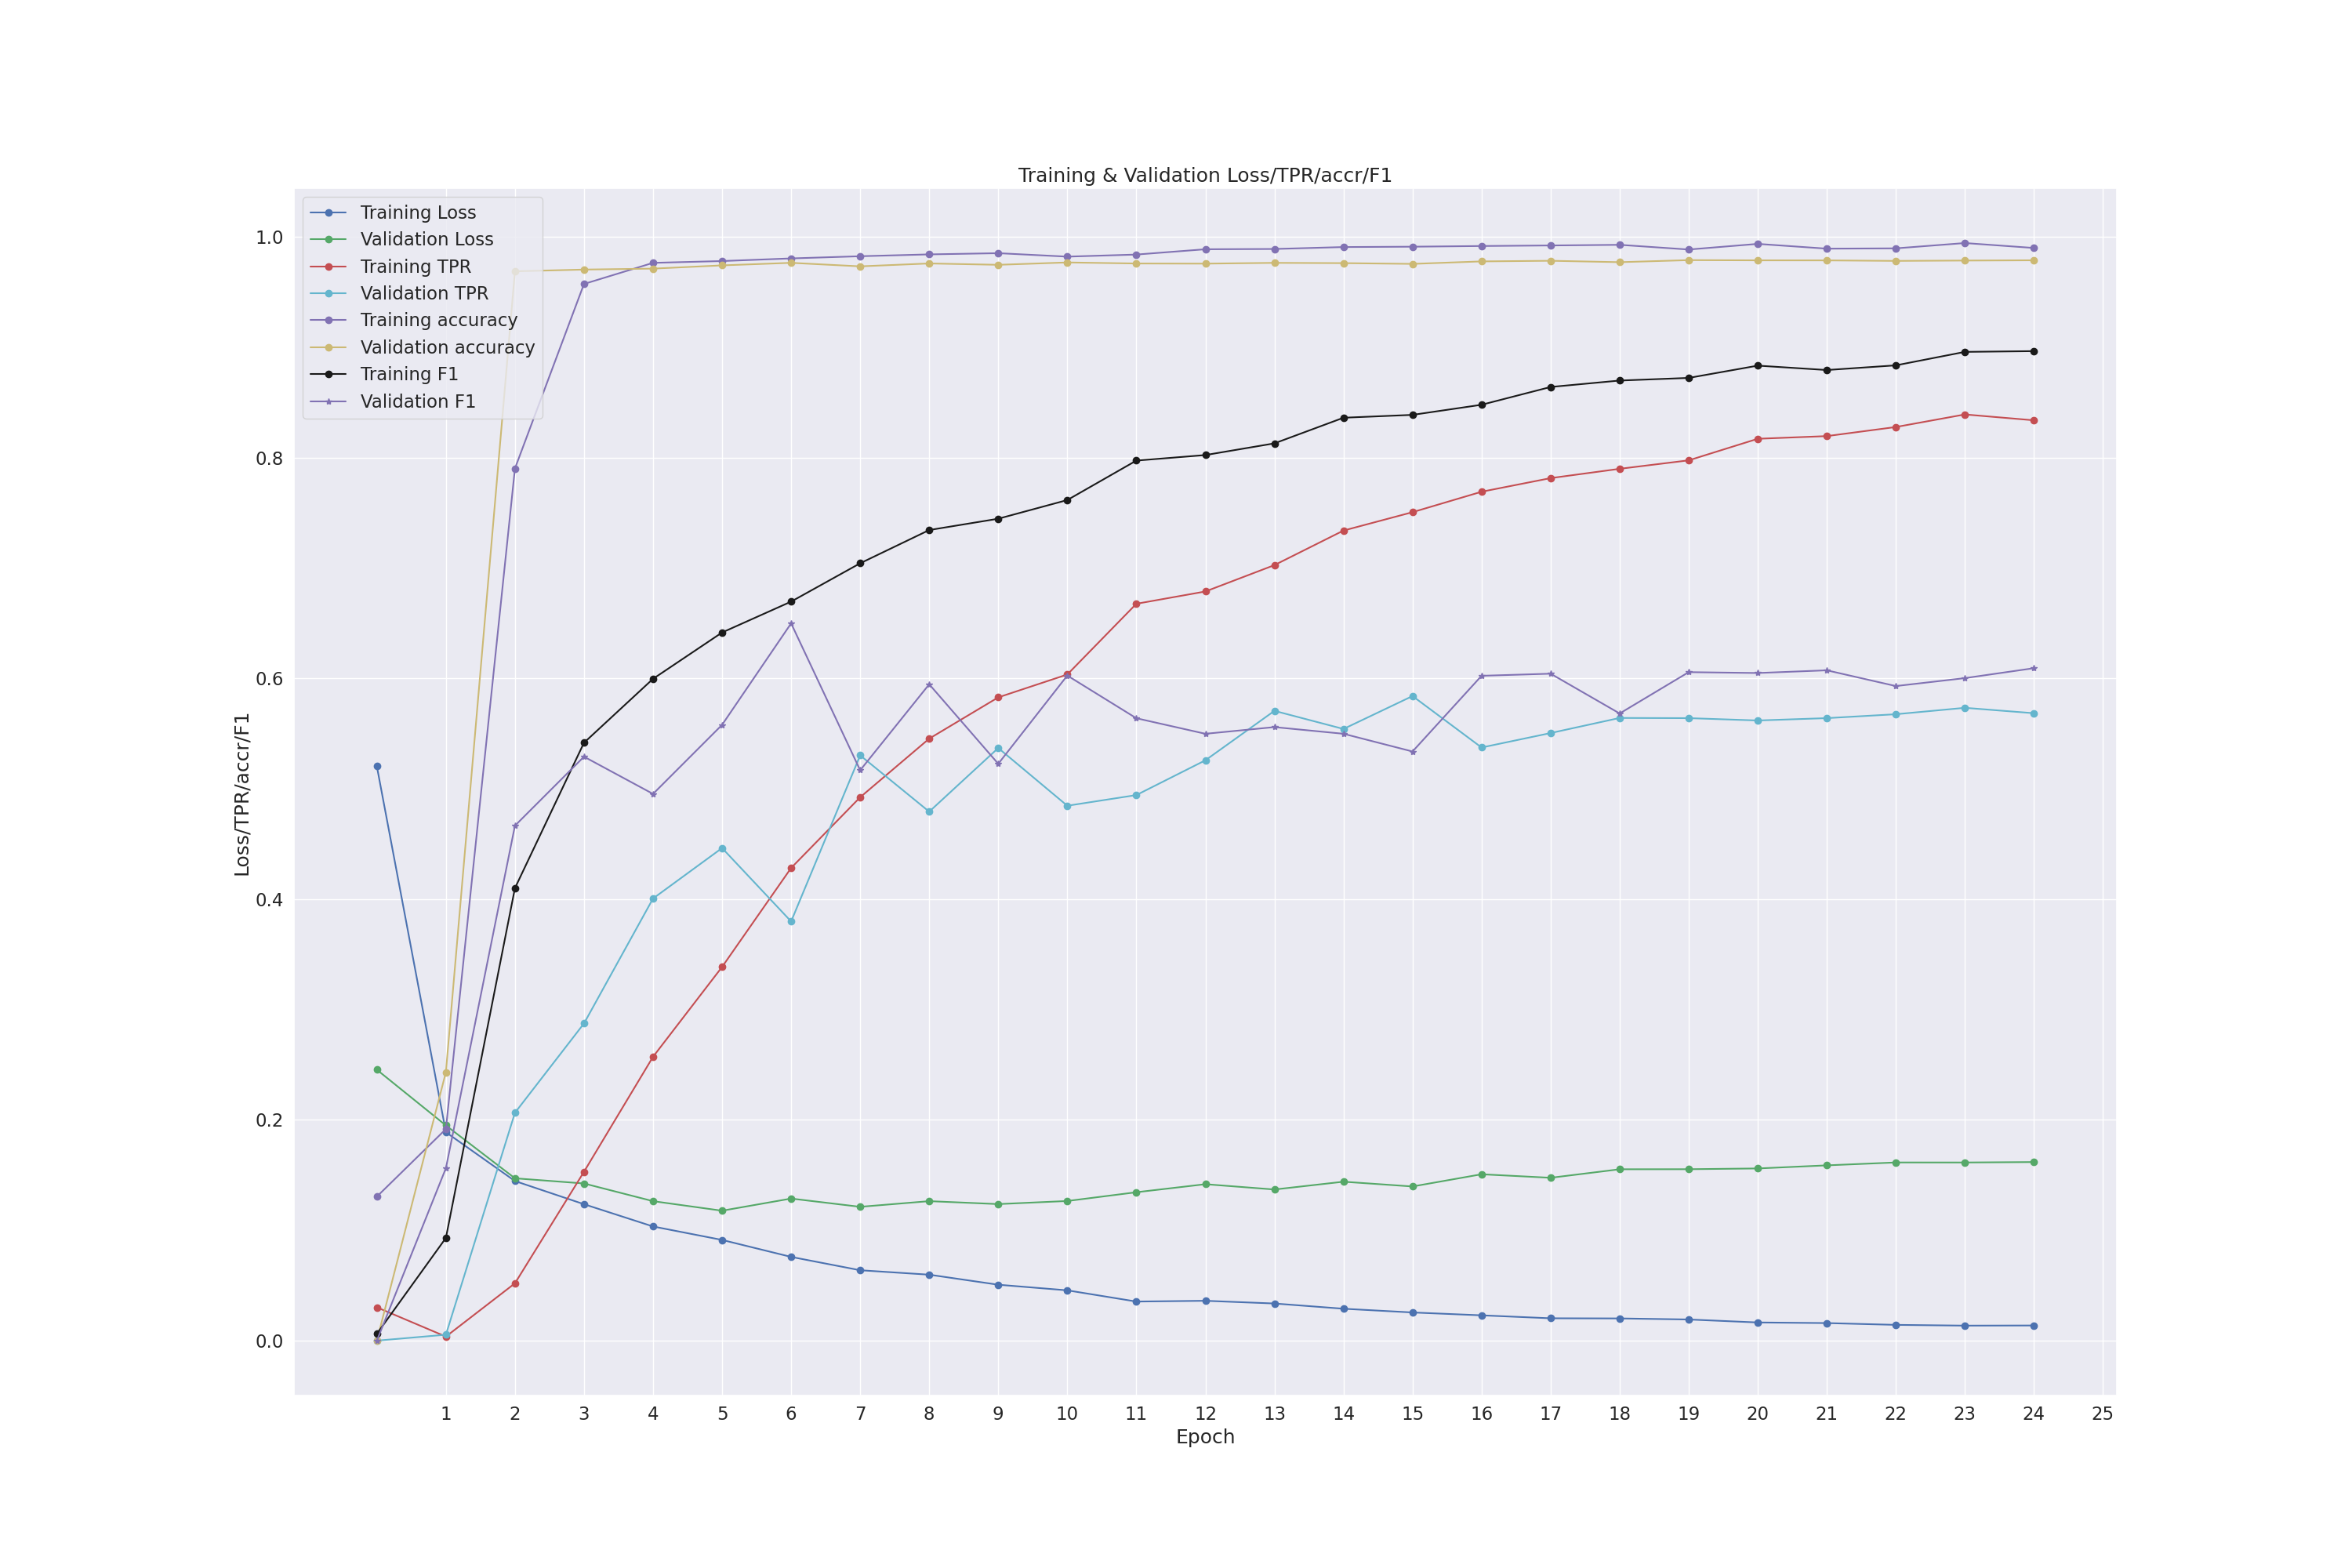 Training & Validation Loss/TPR/accr/F1
Training Loss
Validation Loss
Training TPR
Validation TPR
Training accuracy
Validation accuracy
Training F1
Validation F1
1.0
0.8
0.6
0.4
0.2
0.0
Loss/TPR/accr/F1
1 2 3 4 5 6 7 8 9 10 11 12 13 14 15 16 17 18 19 20 21 22 23 24 25
Epoch